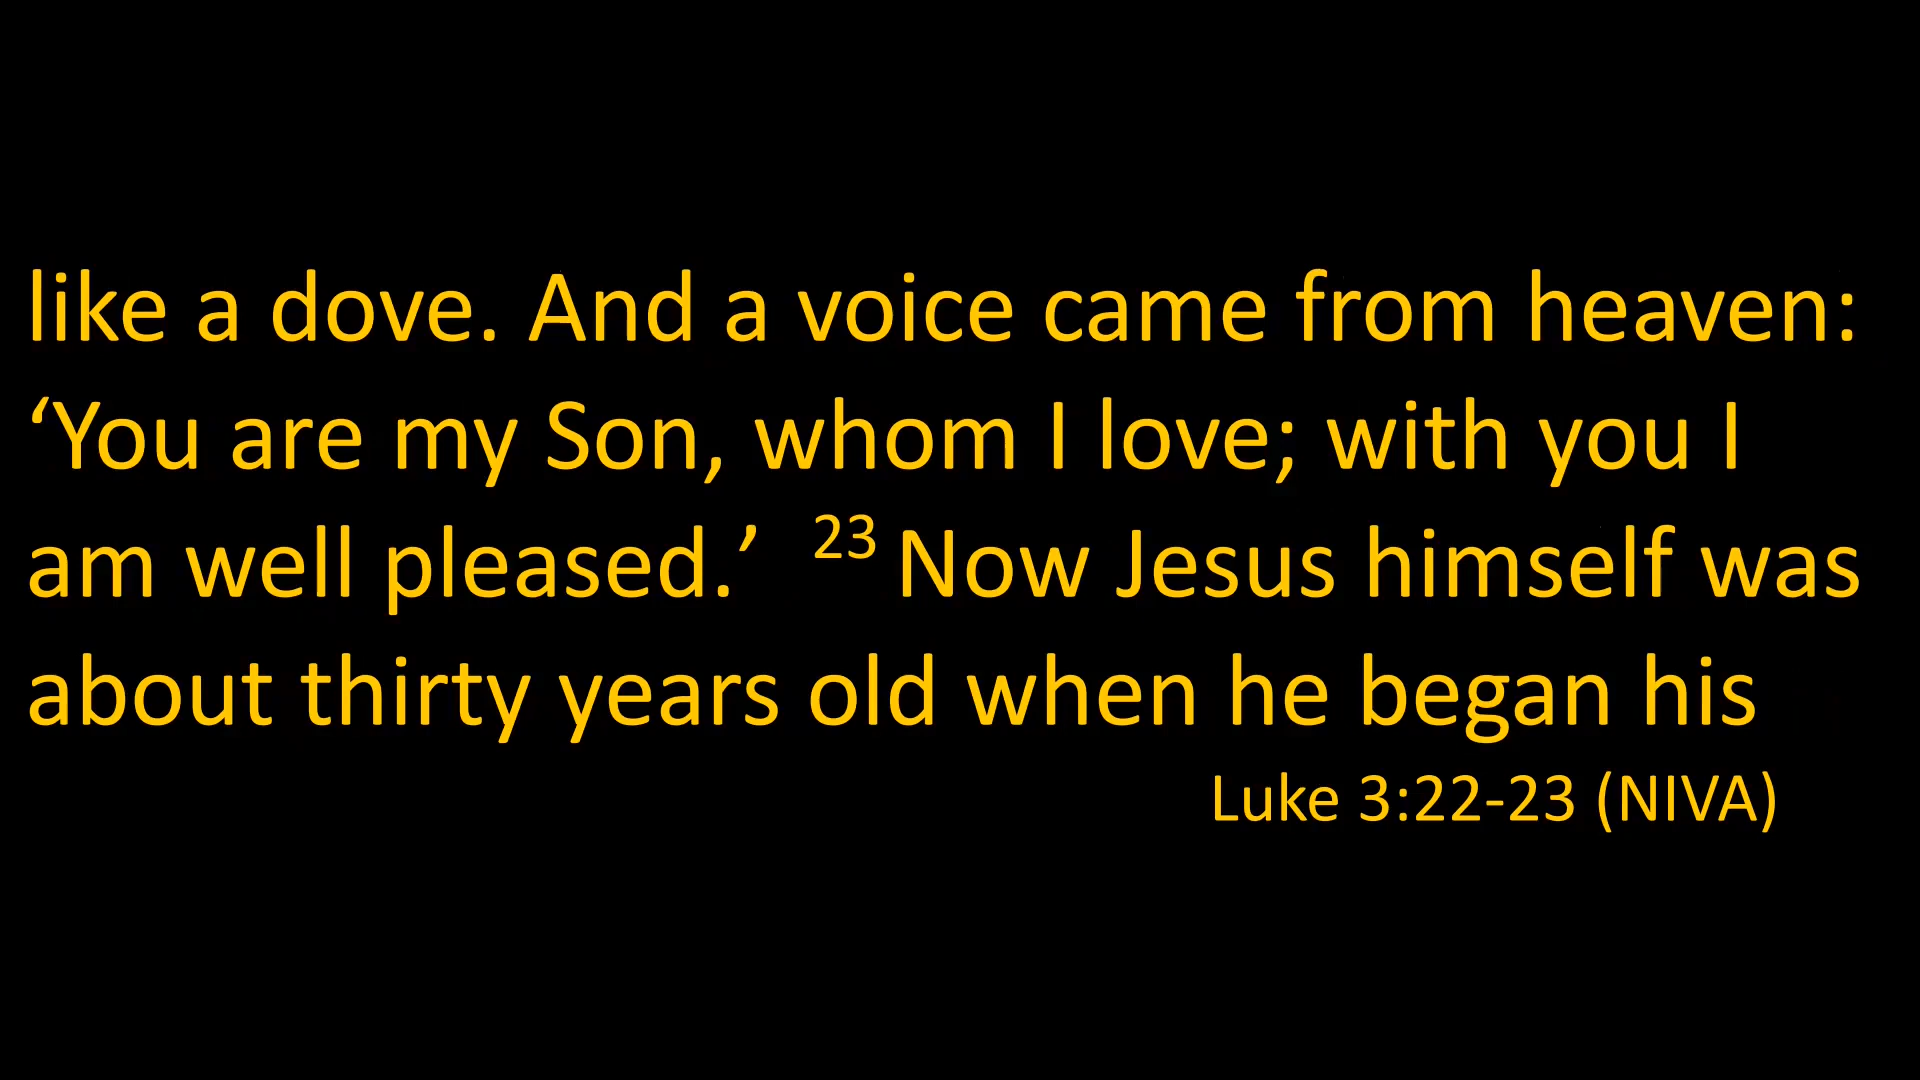 like a dove. And a voice came from heaven:
‘You are my Son, whom I love; with you I
am well pleased.’ 23 Now Jesus himself was
about thirty years old when he began his
Luke 3:22-23 (NIVA)